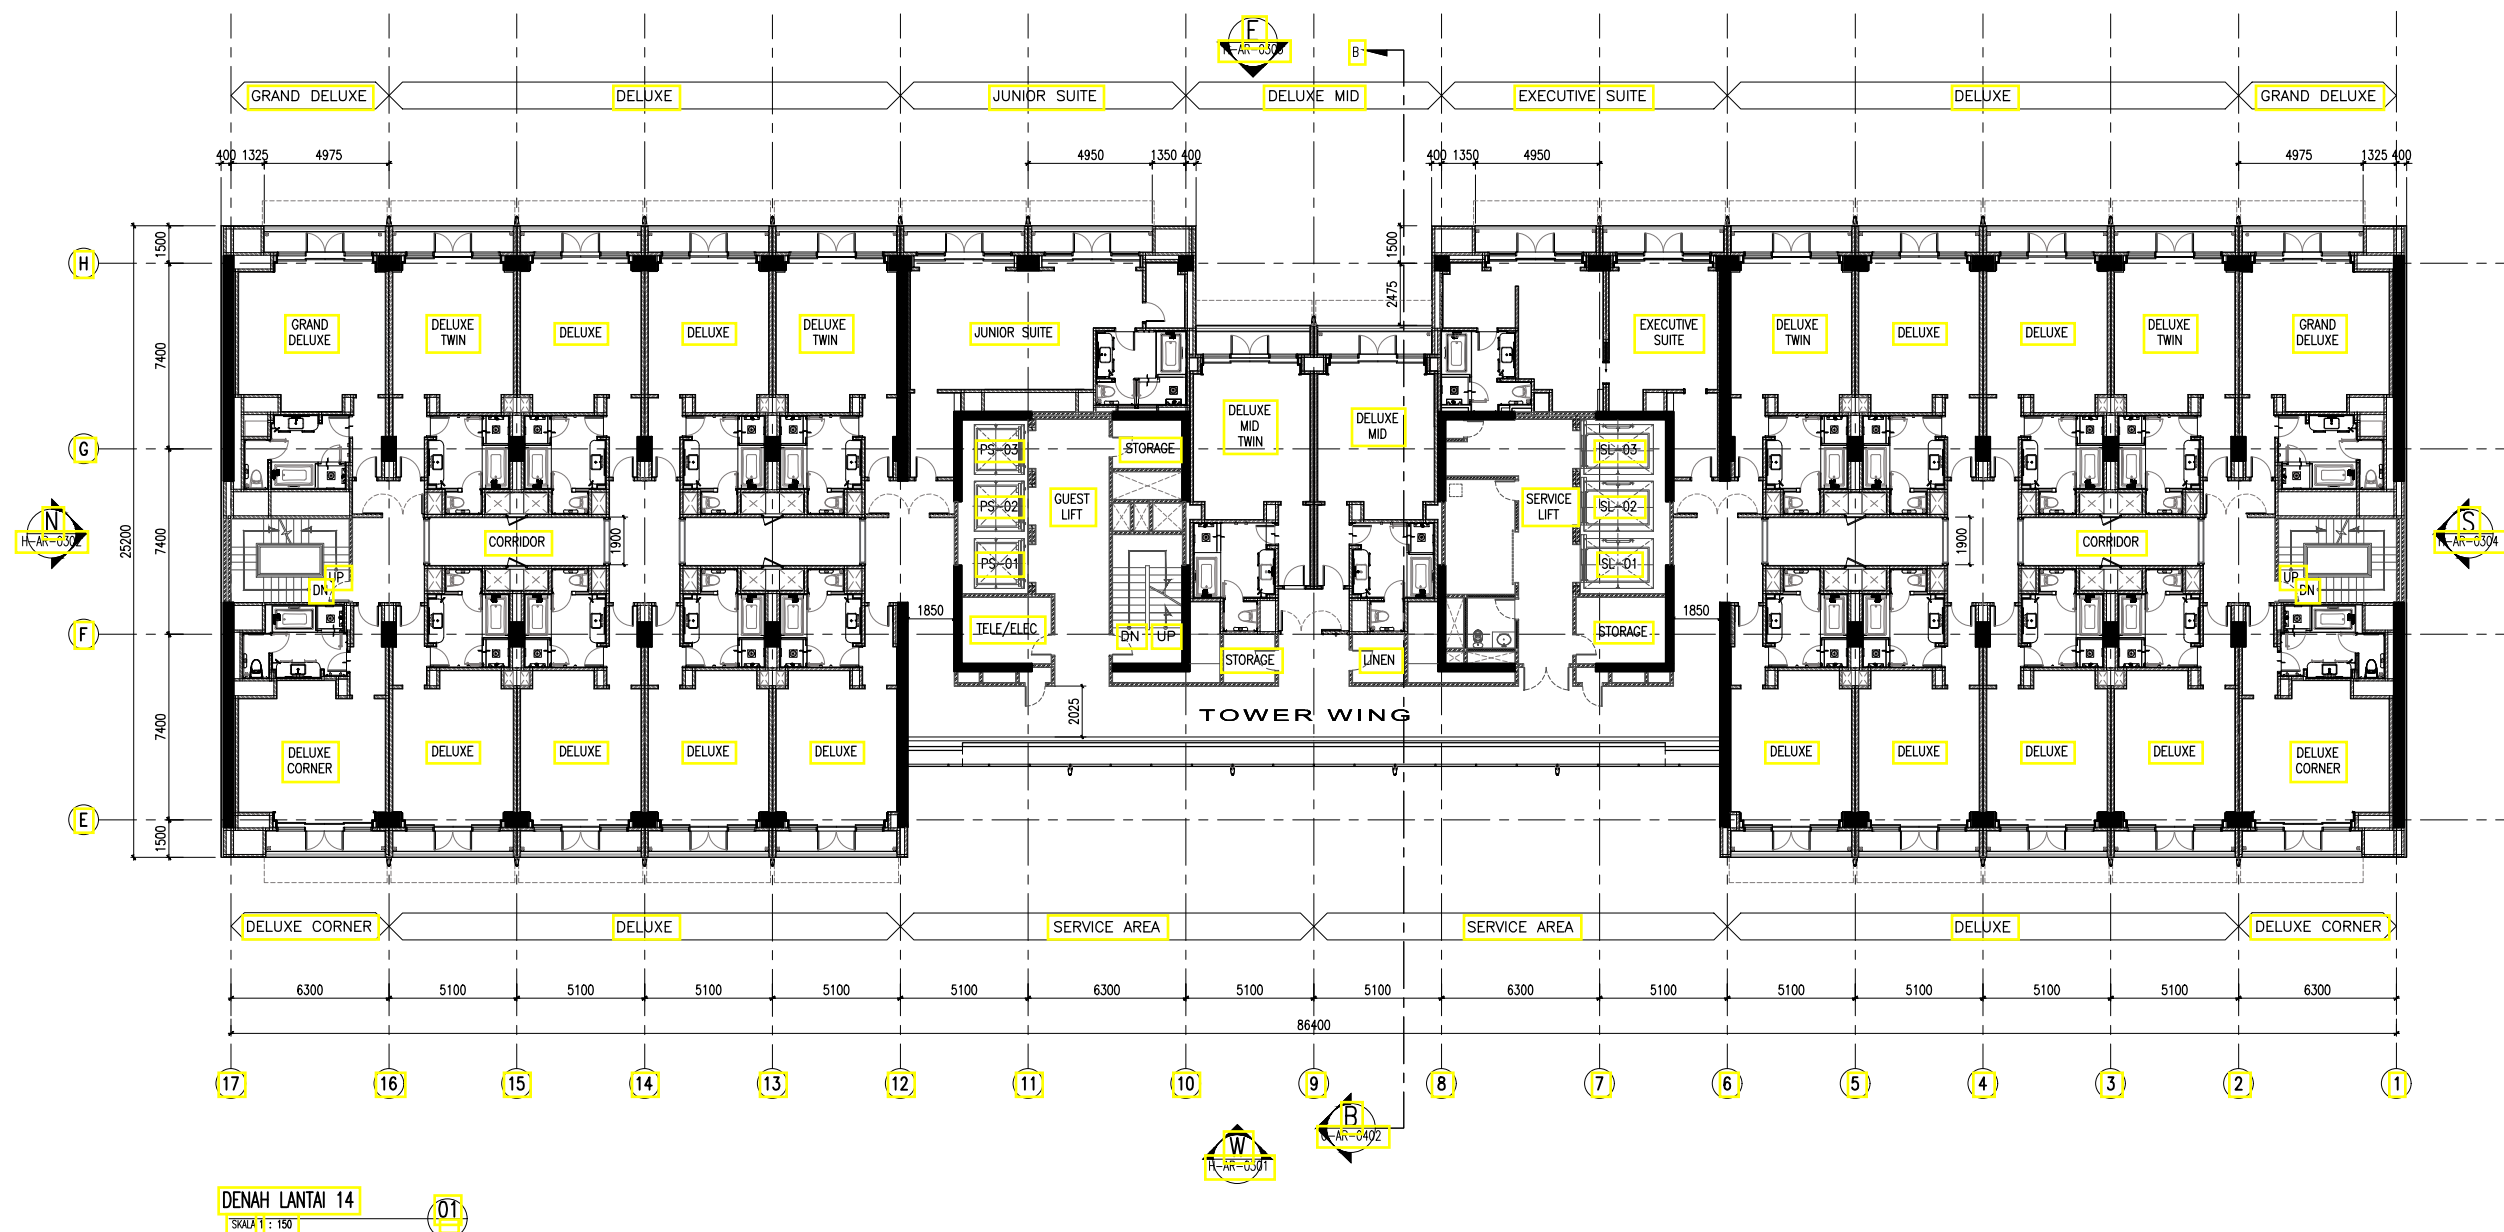 E
H-AR-0303
B
GRAND DELUXE DELUXE JUNIOR SUITE DELUXE MID EXECUTIVE SUITE DELUXE GRAND DELUXE
400 1325 4975 4950 1350 400 400 1350 4950 4975 1325 400
1500 1500
H
2475
GRAND DELUXE
DELUXE TWIN
DELUXE
DELUXE
DELUXE TWIN
JUNIOR SUITE
EXECUTIVE SUITE
DELUXE TWIN
DELUXE
DELUXE
DELUXE TWIN
GRAND DELUXE
7400
DELUXE MID TWIN
DELUXE MID
G
PS-03
STORAGE
SL-03
PS-02
GUEST LIFT
SERVICE LIFT
SL-02
N
H-AR-0302
25200
7400
CORRIDOR
1900
1900
CORRIDOR
S
H-AR-0304
PS-01
SL-01
UP
DN
UP
DN
1850
1850
F
TELE/ELEC
DN UP
STORAGE
STORAGE
LINEN
2025
TOWER WING
7400
DELUXE CORNER
DELUXE
DELUXE
DELUXE
DELUXE
DELUXE
DELUXE
DELUXE
DELUXE
DELUXE CORNER
E
1500
DELUXE CORNER DELUXE SERVICE AREA SERVICE AREA DELUXE DELUXE CORNER
6300 5100 5100 5100 5100 5100 6300 5100 5100 6300 5100 5100 5100 5100 5100 6300
86400
17 16 15 14 13 12 11 10 9 8 7 6 5 4 3 2 1
B
W
H-AR-0301
DENAH LANTAI 14
01
SKALA 1 : 150